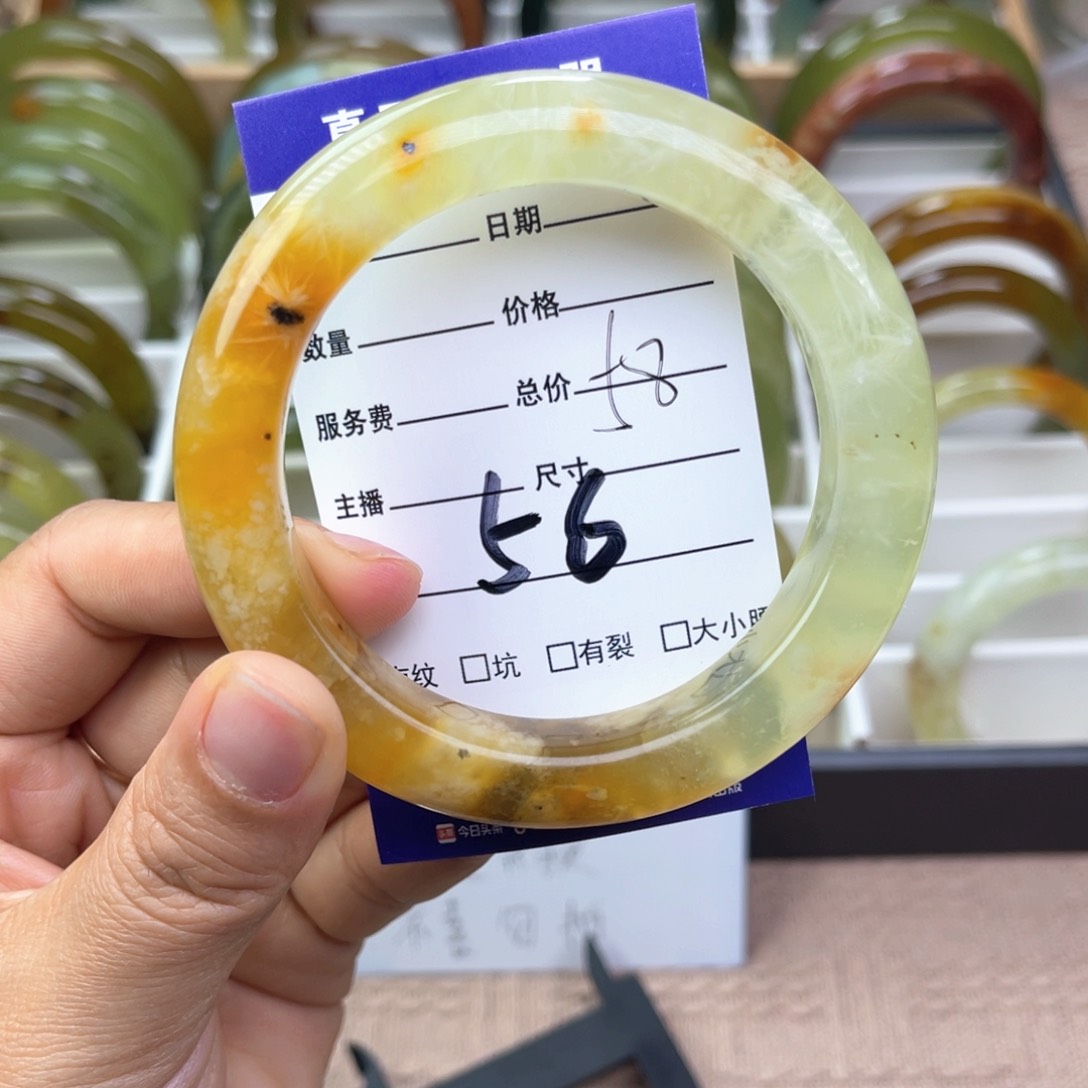 日期
数量 价格
服务费 总价 58
主播 尺寸
56
纹 □坑 □有裂 □大小
今日头条